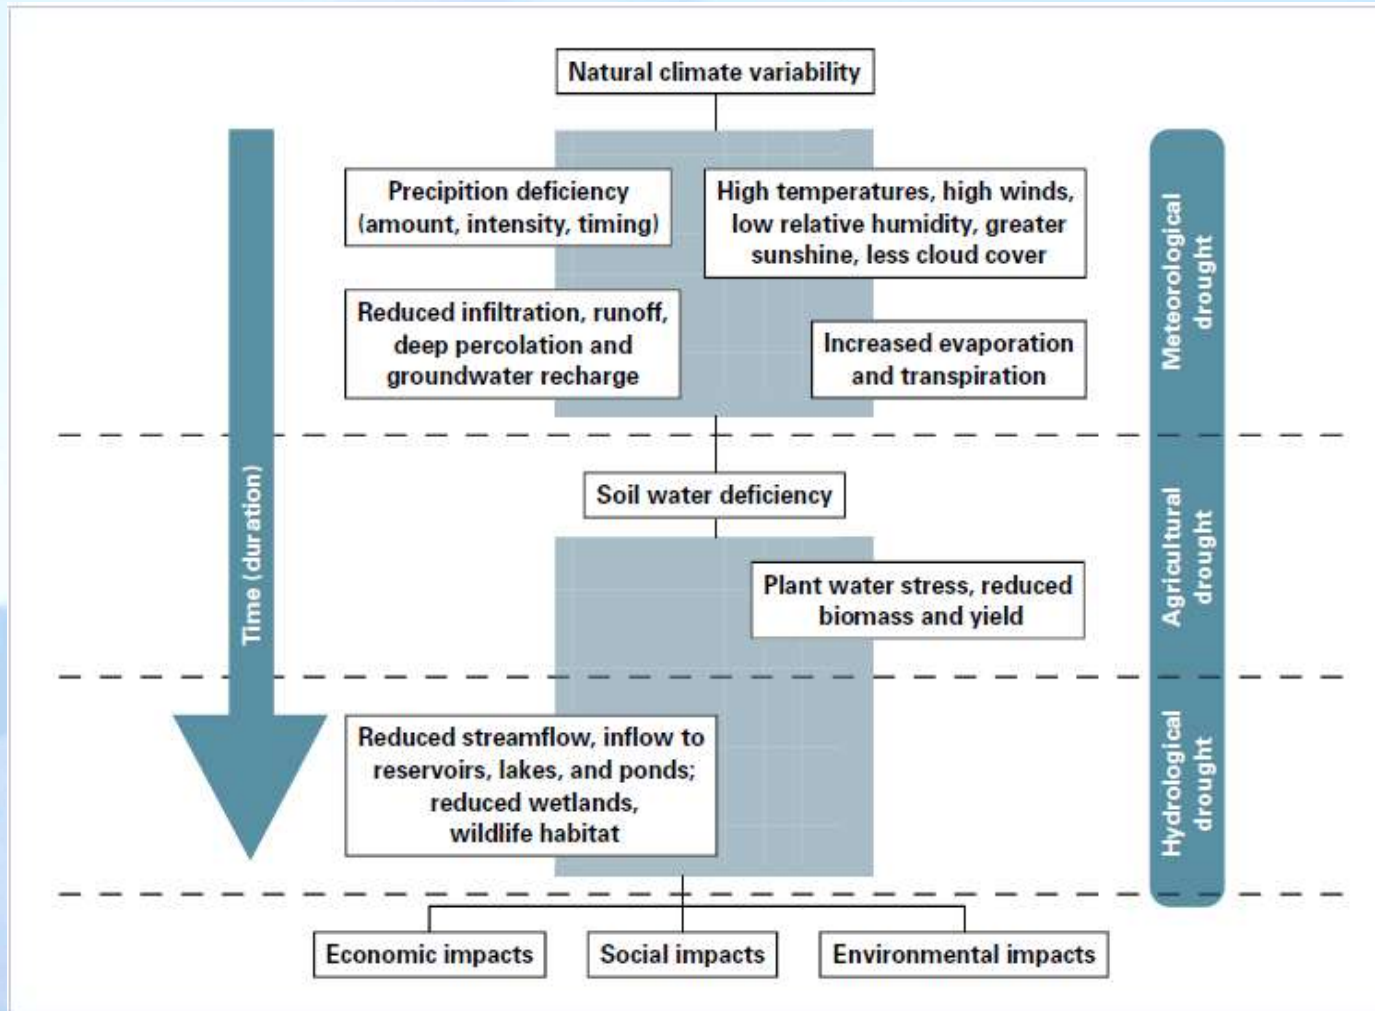 Natural climate variability
Precipition deficiency
(amount, intensity, timing)
High temperatures, high winds,
low relative humidity, greater
sunshine, less cloud cover
Reduced infiltration, runoff,
deep percolation and
groundwater recharge
Increased evaporation
and transpiration
Meteorological
drought
Time (duration)
Soil water deficiency
Plant water stress, reduced
biomass and yield
Agricultural
drought
Reduced streamflow, inflow to
reservoirs, lakes, and ponds;
reduced wetlands,
wildlife habitat
Hydrological
drought
Economic impacts
Social impacts
Environmental impacts